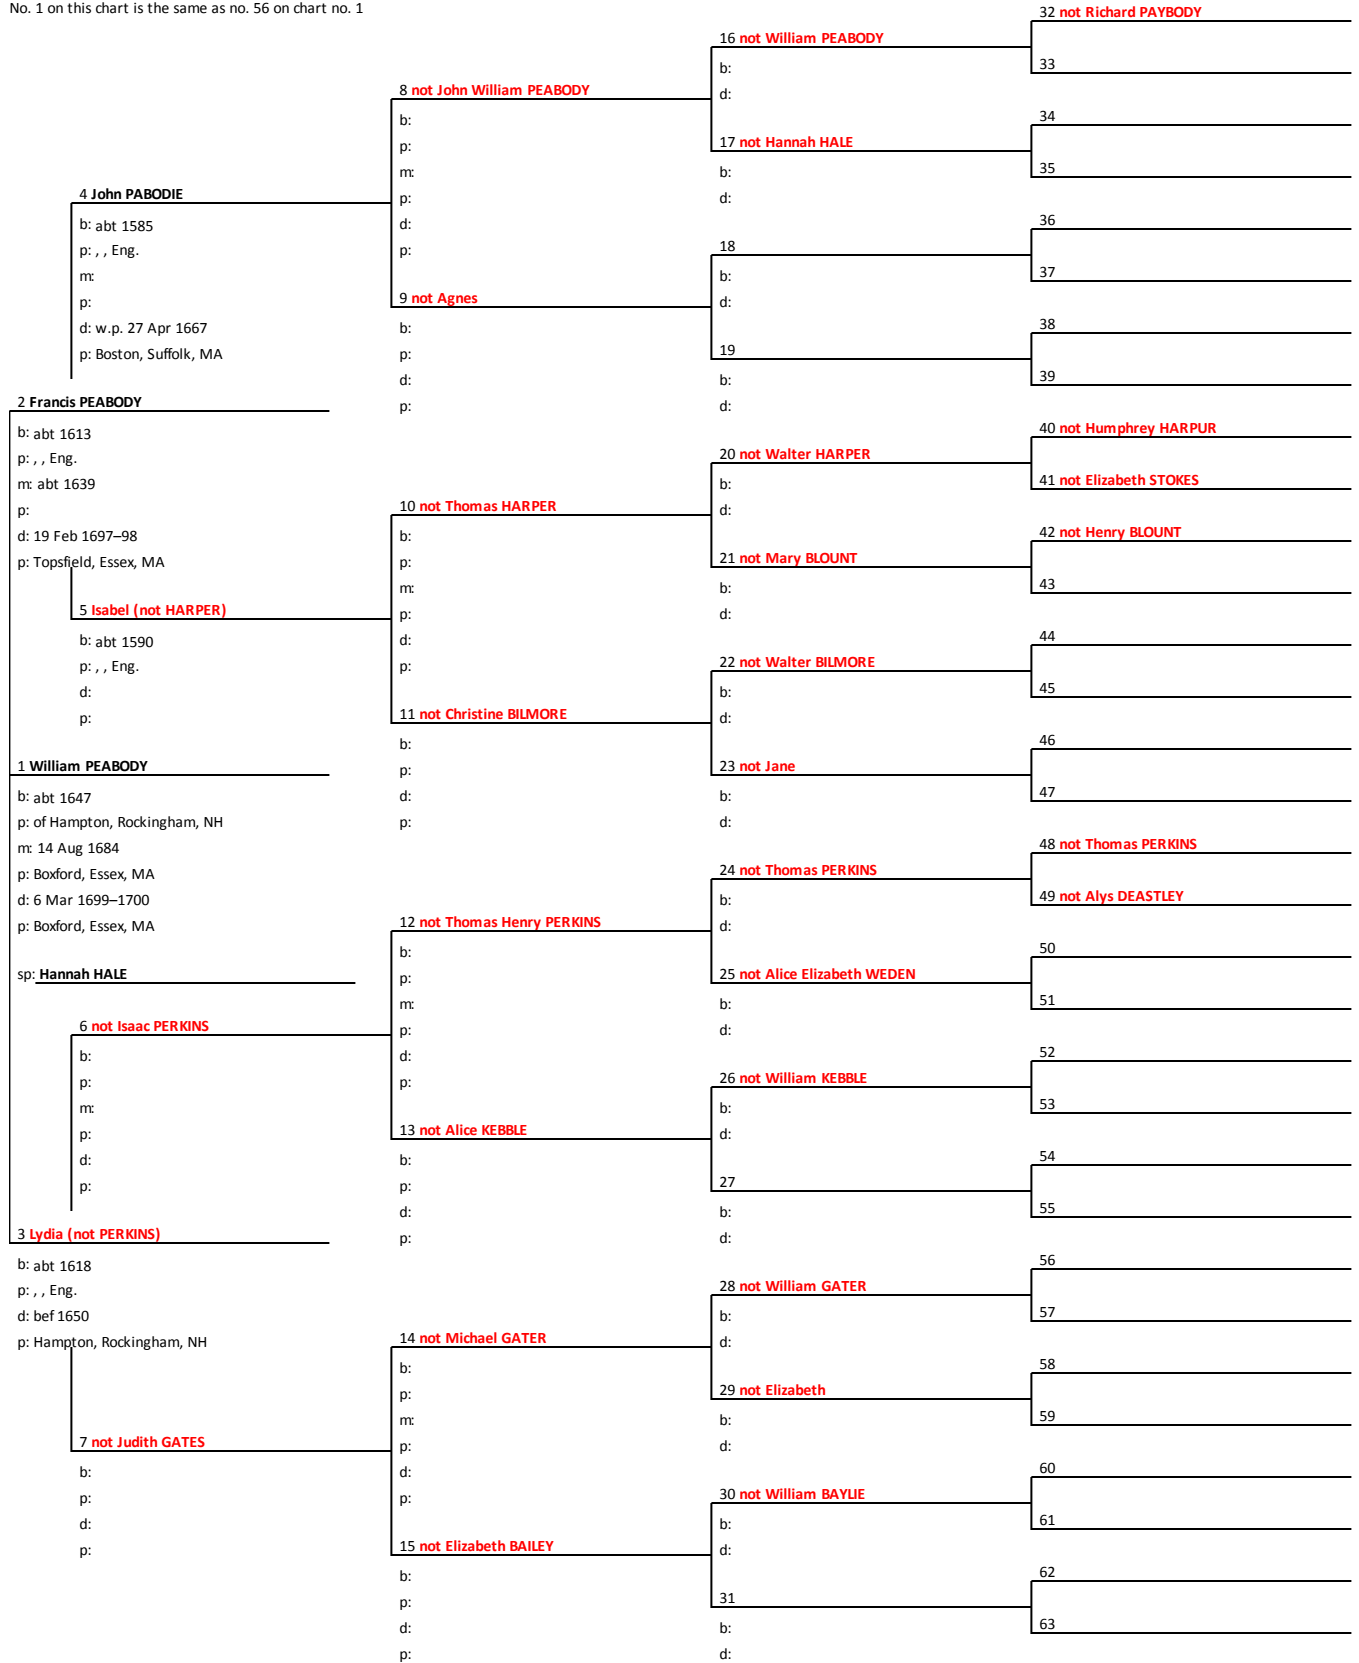 No. 1 on this chart is the same as no. 56 on chart no. 1
32 not Richard PAYBODY
16 not William PEABODY
b:
33
d:
8 not John William PEABODY
b:
34
p:
17 not Hannah HALE
m:
b:
35
4 John PABODIE
p:
d:
b: abt 1585
d:
36
p: , , Eng.
p:
18
m:
b:
37
p:
9 not Agnes
d:
d: w.p. 27 Apr 1667
b:
38
p: Boston, Suffolk, MA
p:
19
d:
b:
39
2 Francis PEABODY
p:
d:
b: abt 1613
40 not Humphrey HARPUR
p: , , Eng.
20 not Walter HARPER
m: abt 1639
b:
41 not Elizabeth STOKES
p:
10 not Thomas HARPER
d:
d: 19 Feb 1697–98
b:
42 not Henry BLOUNT
p: Topsfield, Essex, MA
p:
21 not Mary BLOUNT
m:
b:
43
5 Isabel (not HARPER)
p:
d:
b: abt 1590
d:
44
p: , , Eng.
p:
22 not Walter BILMORE
d:
b:
45
p:
11 not Christine BILMORE
d:
b:
46
1 William PEABODY
p:
23 not Jane
b: abt 1647
d:
b:
47
p: of Hampton, Rockingham, NH
p:
d:
m: 14 Aug 1684
48 not Thomas PERKINS
p: Boxford, Essex, MA
24 not Thomas PERKINS
d: 6 Mar 1699–1700
b:
49 not Alys DEASTLEY
p: Boxford, Essex, MA
12 not Thomas Henry PERKINS
d:
b:
50
sp: Hannah HALE
p:
25 not Alice Elizabeth WEDEN
m:
b:
51
6 not Isaac PERKINS
p:
d:
b:
d:
52
p:
p:
26 not William KEBBLE
m:
b:
53
p:
13 not Alice KEBBLE
d:
d:
b:
54
p:
p:
27
d:
b:
55
3 Lydia (not PERKINS)
p:
d:
b: abt 1618
56
p: , , Eng.
28 not William GATER
d: bef 1650
b:
57
p: Hampton, Rockingham, NH
14 not Michael GATER
d:
b:
58
p:
29 not Elizabeth
m:
b:
59
7 not Judith GATES
p:
d:
b:
d:
60
p:
p:
30 not William BAYLIE
d:
b:
61
p:
15 not Elizabeth BAILEY
d:
b:
62
p:
31
d:
b:
63
p:
d: